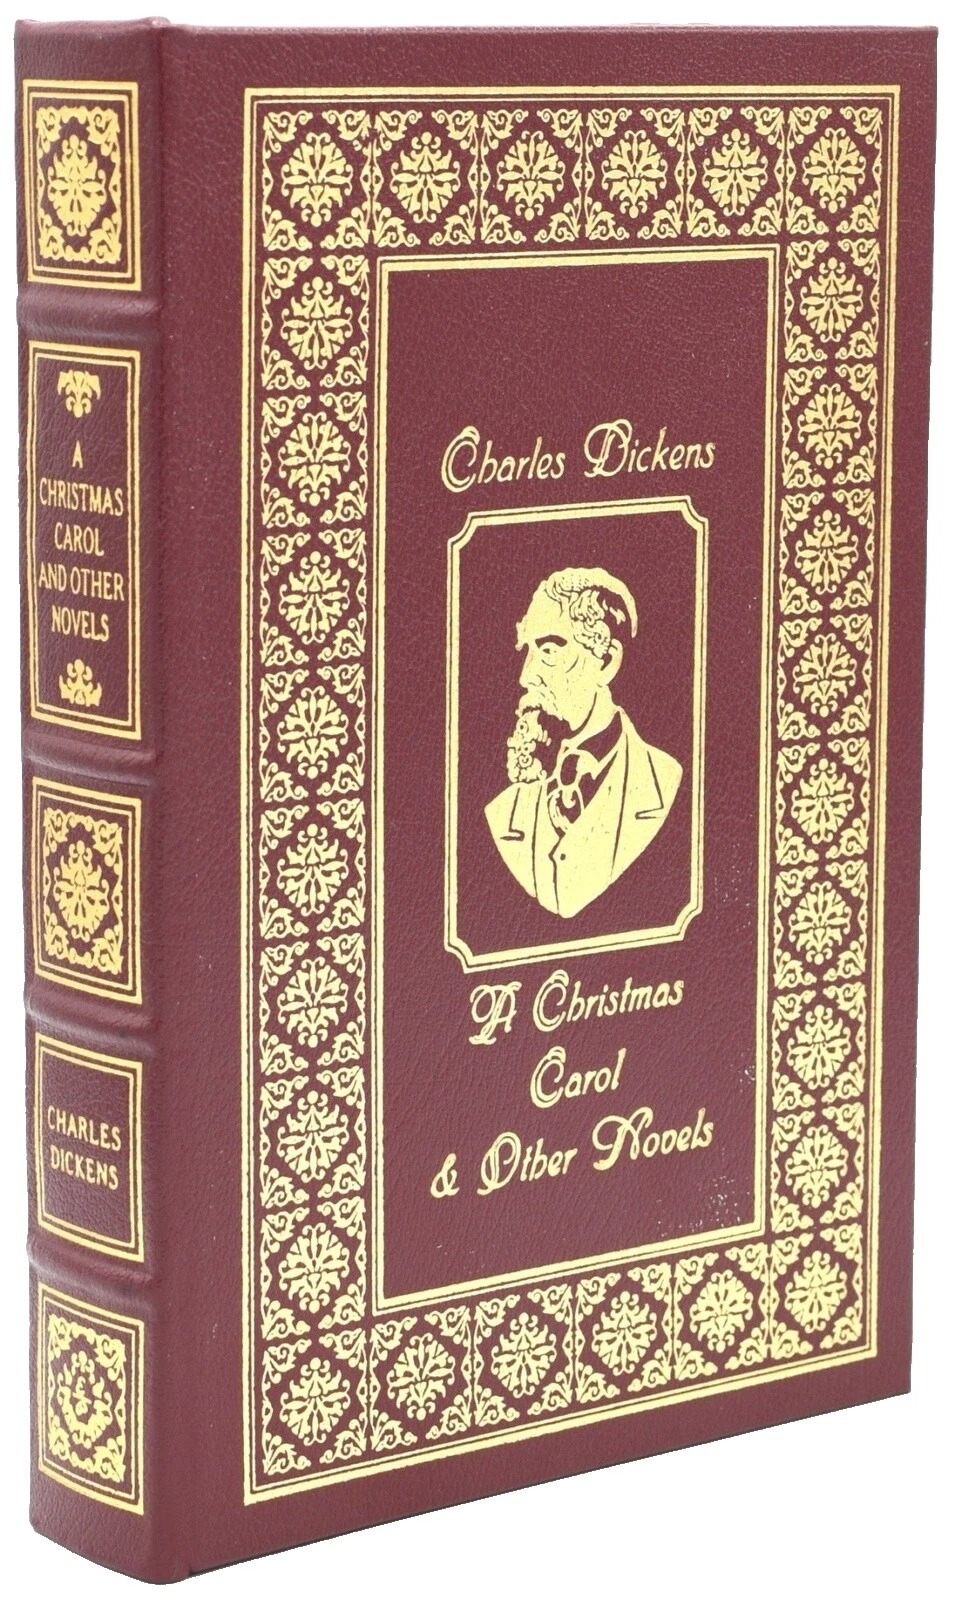 A
CHRISTMAS
CAROL
AND OTHER
NOVELS
CHARLES
DICKENS
Charles Dickens
A Christmas
Carol
& Other Novels